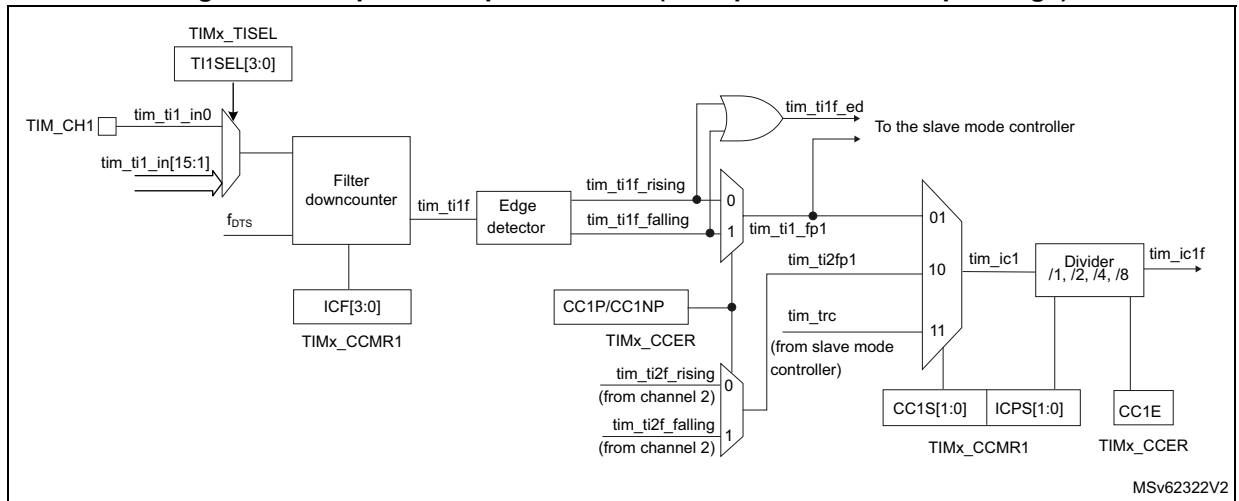 TIMx_TISEL
TI1SEL[3:0]
tim_ti1_in0
TIM_CH1
tim_ti1_in[15:1]
fDTS
Filter
downcounter
ICF[3:0]
TIMx_CCMR1
tim_ti1f
Edge
detector
tim_ti1f_rising
tim_ti1f_falling
tim_ti1f_ed
To the slave mode controller
0
1
tim_ti1_fp1
tim_ti2fp1
CC1P/CC1NP
TIMx_CCER
tim_ti2f_rising
(from channel 2)
tim_ti2f_falling
(from channel 2)
0
1
tim_trc
(from slave mode
controller)
01
10
11
tim_ic1
Divider
/1, /2, /4, /8
tim_ic1f
CC1S[1:0]
ICPS[1:0]
TIMx_CCMR1
CC1E
TIMx_CCER
MSv62322V2